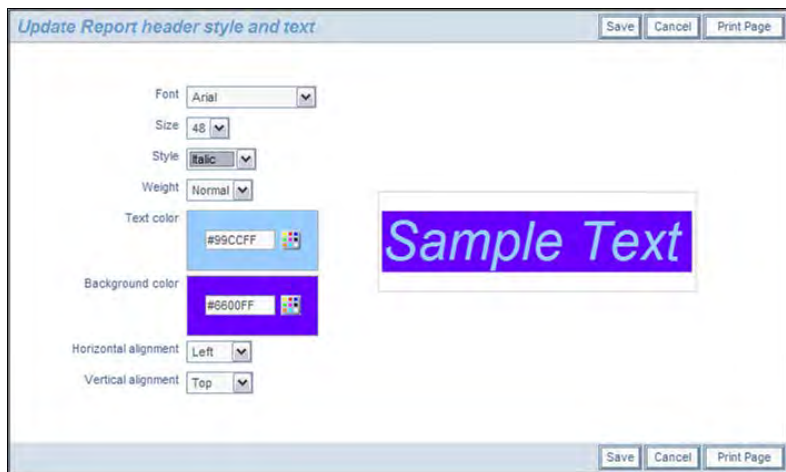 Update Report header style and text
Save Cancel Print Page
Font Arial
Size 48
Style Italic
Weight Normal
Text color
#99CCFF
Sample Text
Background color
#6600FF
Horizontal alignment Left
Vertical alignment Top
Save Cancel Print Page